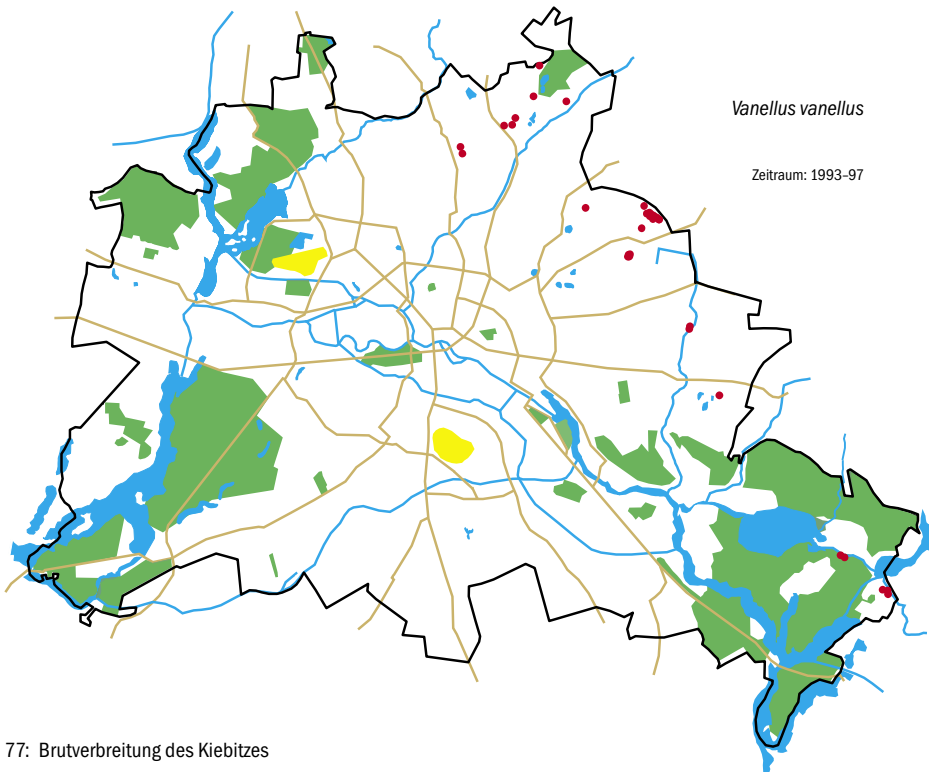 Vanellus vanellus
Zeitraum: 1993–97
77: Brutverbreitung des Kiebitzes